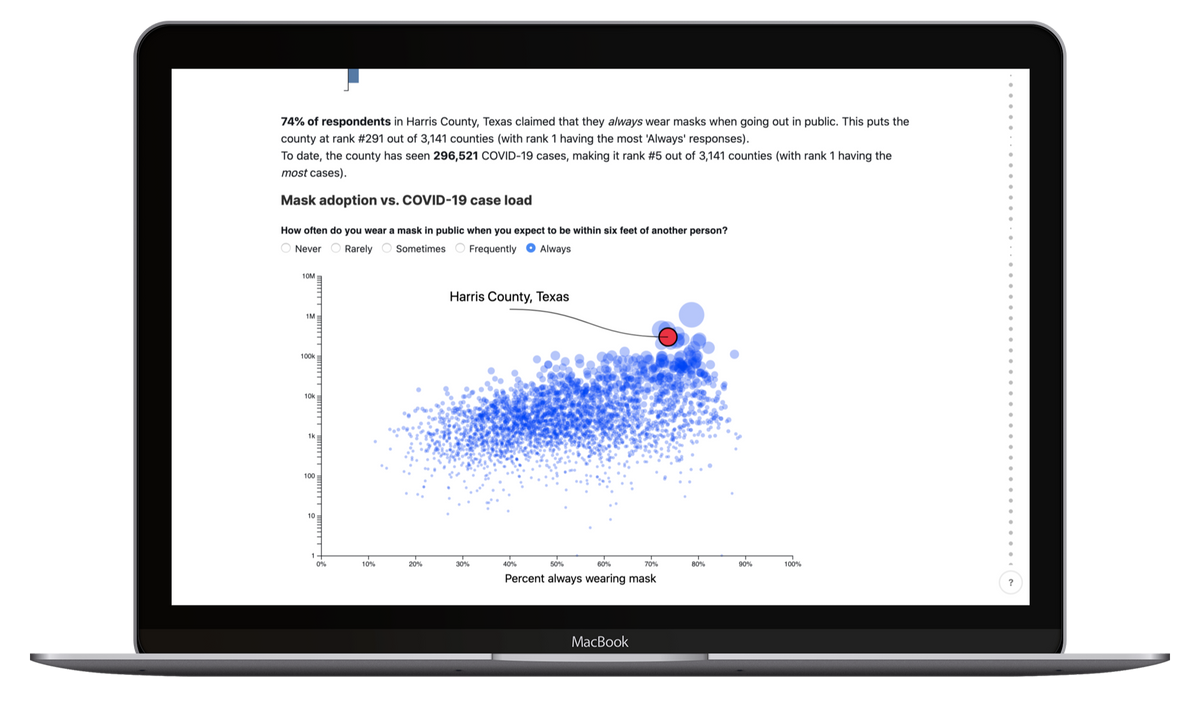 74% of respondents in Harris County, Texas claimed that they always wear masks when going out in public. This puts the
county at rank #291 out of 3,141 counties (with rank 1 having the most 'Always' responses).
To date, the county has seen 296,521 COVID-19 cases, making it rank #5 out of 3,141 counties (with rank 1 having the
most cases).
Mask adoption vs. COVID-19 case load
How often do you wear a mask in public when you expect to be within six feet of another person?
Never Rarely Sometimes Frequently Always
10M
Harris County, Texas
1M
100k
10k
1k
100
10
1
0% 10% 20% 30% 40% 50% 60% 70% 80% 90% 100%
Percent always wearing mask
?
MacBook